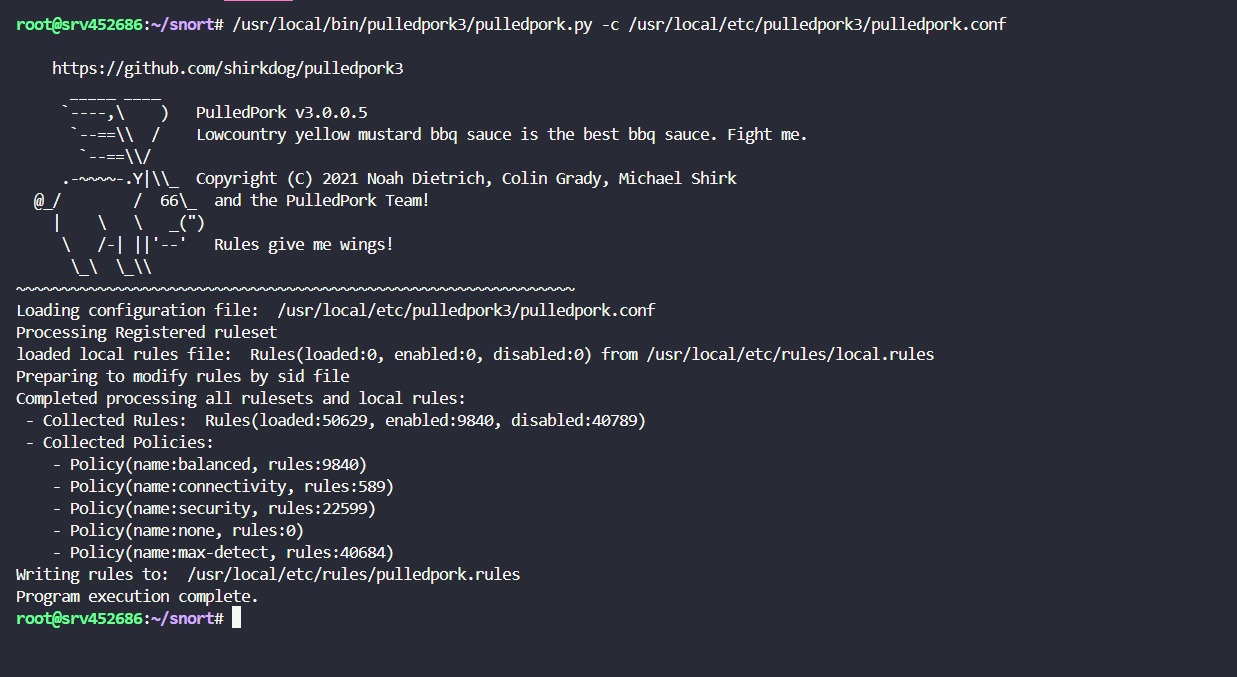 root@srv452686:~/snort# /usr/local/bin/pulledpork3/pulledpork.py -c /usr/local/etc/pulledpork3/pulledpork.conf
    https://github.com/shirkdog/pulledpork3
      _____ ____
     `----,\    )   PulledPork v3.0.0.5
      `--==\\  /    Lowcountry yellow mustard bbq sauce is the best bbq sauce. Fight me.
       `--==\\/
     .-~~~~-.Y|\\_  Copyright (C) 2021 Noah Dietrich, Colin Grady, Michael Shirk
  @_/        /  66\_  and the PulledPork Team!
    |    \   \   _(")
     \   /-| ||'--'   Rules give me wings!
      \_\  \_\\
~~~~~~~~~~~~~~~~~~~~~~~~~~~~~~~~~~~~~~~~~~~~~~~~~~~~~~~~~~~~~~
Loading configuration file:  /usr/local/etc/pulledpork3/pulledpork.conf
Processing Registered ruleset
loaded local rules file:  Rules(loaded:0, enabled:0, disabled:0) from /usr/local/etc/rules/local.rules
Preparing to modify rules by sid file
Completed processing all rulesets and local rules:
 - Collected Rules:  Rules(loaded:50629, enabled:9840, disabled:40789)
 - Collected Policies:
    - Policy(name:balanced, rules:9840)
    - Policy(name:connectivity, rules:589)
    - Policy(name:security, rules:22599)
    - Policy(name:none, rules:0)
    - Policy(name:max-detect, rules:40684)
Writing rules to:  /usr/local/etc/rules/pulledpork.rules
Program execution complete.
root@srv452686:~/snort#